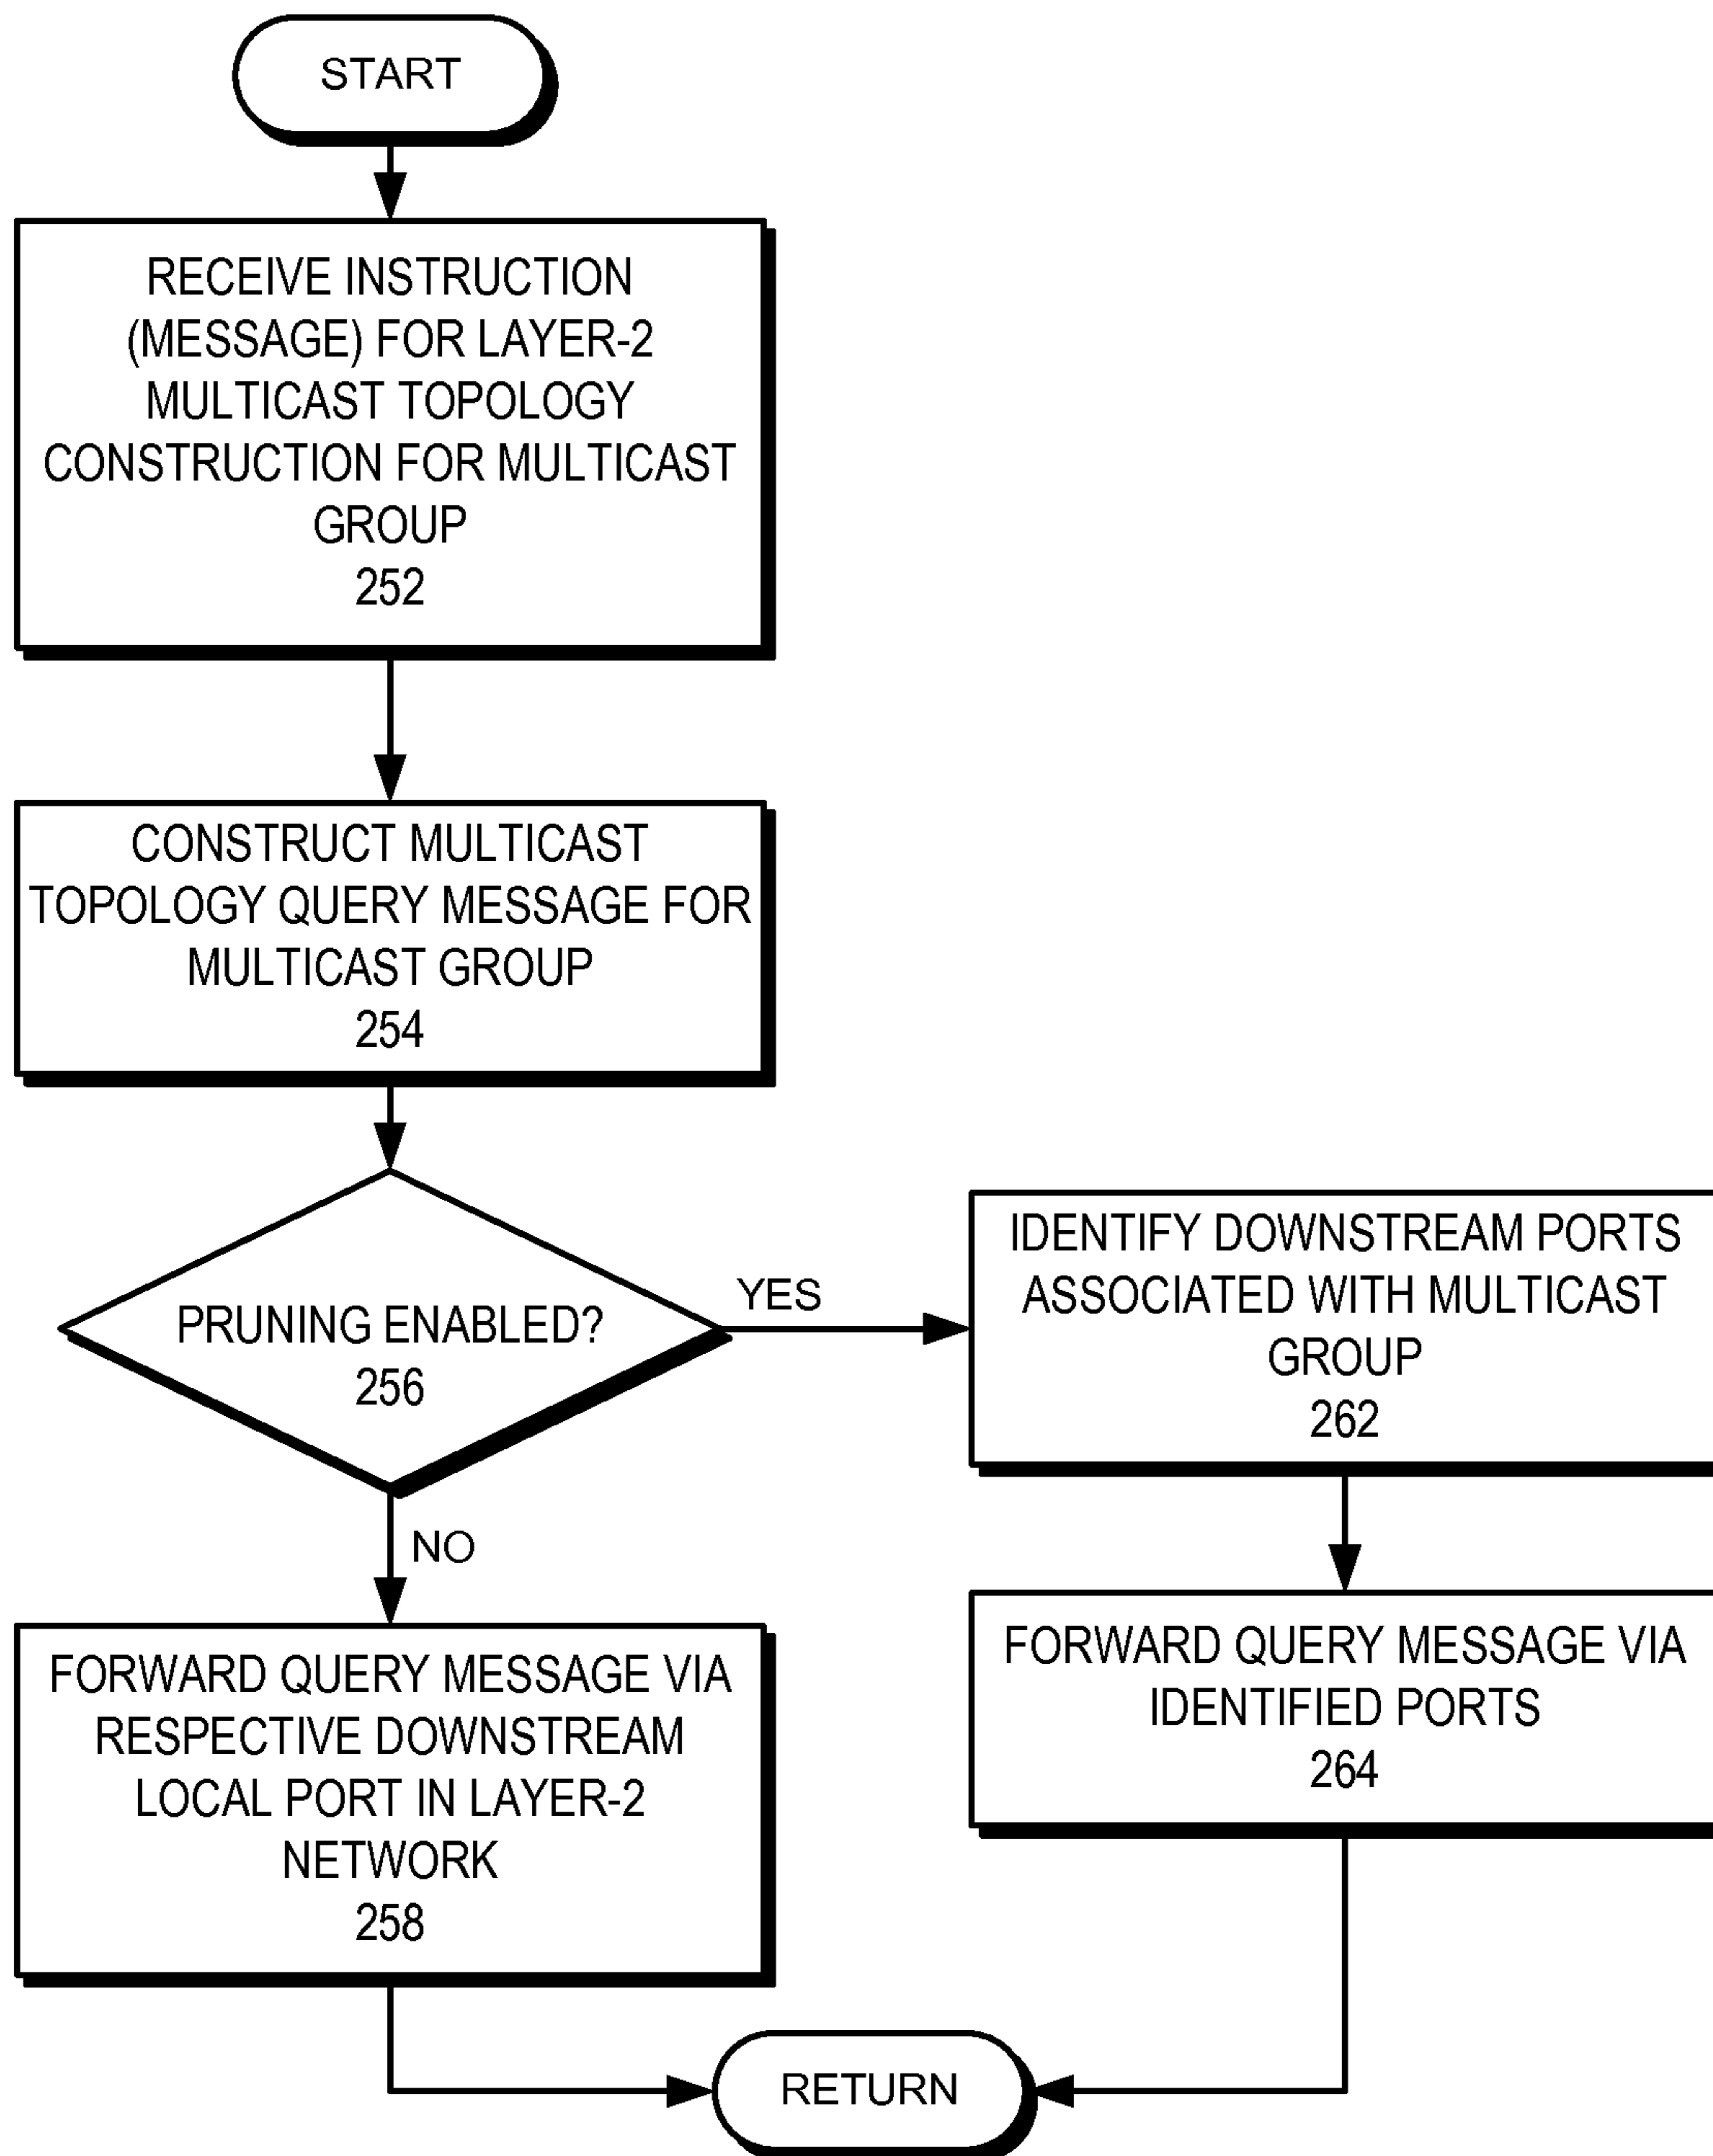 START
RECEIVE INSTRUCTION
(MESSAGE) FOR LAYER-2
MULTICAST TOPOLOGY
CONSTRUCTION FOR MULTICAST
GROUP
252
CONSTRUCT MULTICAST
TOPOLOGY QUERY MESSAGE FOR
MULTICAST GROUP
254
PRUNING ENABLED?
256
YES
NO
IDENTIFY DOWNSTREAM PORTS
ASSOCIATED WITH MULTICAST
GROUP
262
FORWARD QUERY MESSAGE VIA
IDENTIFIED PORTS
264
FORWARD QUERY MESSAGE VIA
RESPECTIVE DOWNSTREAM
LOCAL PORT IN LAYER-2
NETWORK
258
RETURN